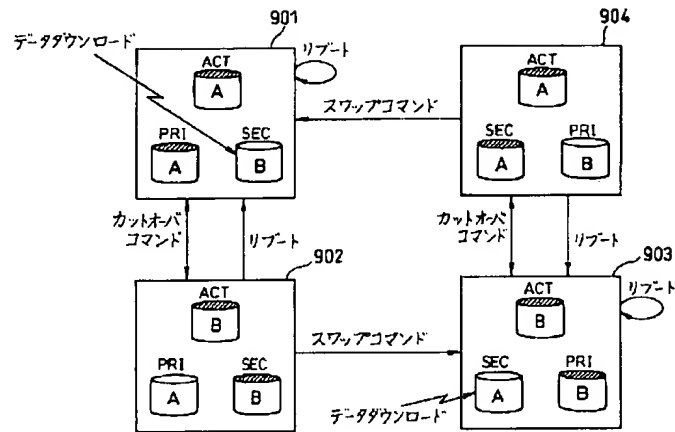 データダウンロード
901
リブート
904
ACT
A
PRI
A
SEC
B
スワップコマンド
ACT
A
SEC
A
PRI
B
カットオーバ
コマンド
リブート
902
カットオーバ
コマンド
リブート
903
リブート
ACT
B
PRI
A
SEC
B
スワップコマンド
ACT
B
SEC
A
PRI
B
データダウンロード